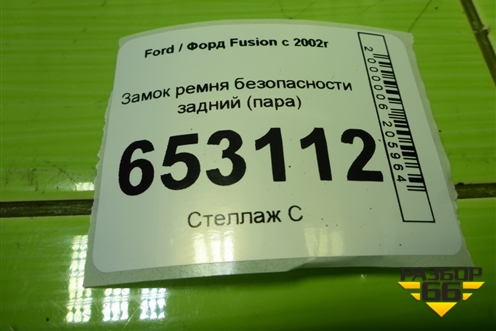 Ford / Форд Fusion с 2002г
Замок ремня безопасности
задний (пара)
653112
Стеллаж С
2000006205964
РАЗБОР
66